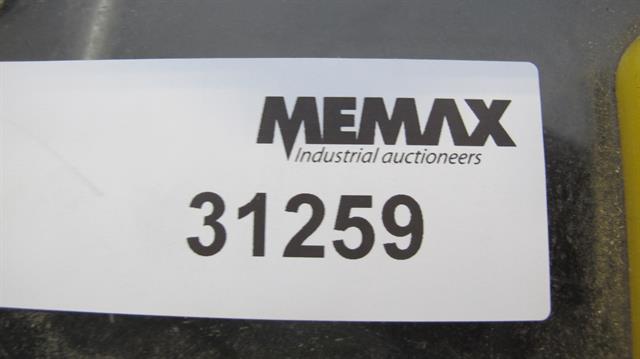 MEMAX
Industrial auctioneers
31259